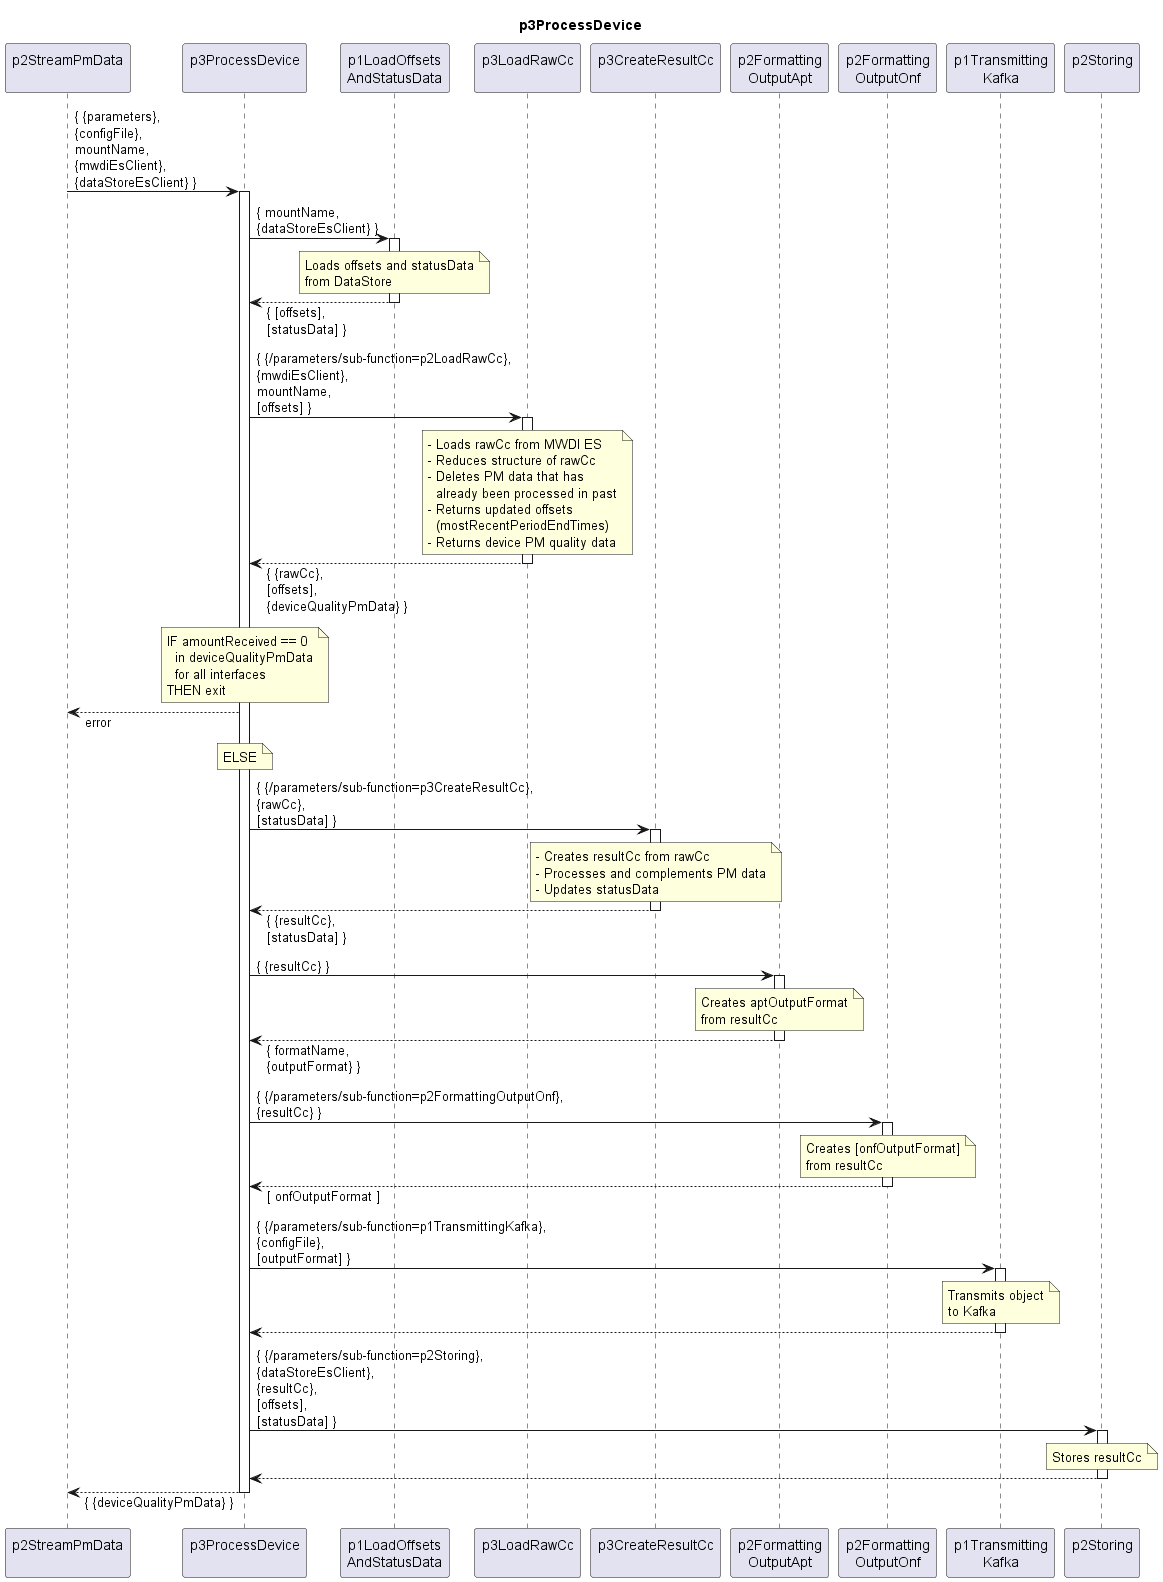 p3ProcessDevice
p2StreamPmData
p3ProcessDevice
p1LoadOffsets
AndStatusData
p3LoadRawCc
p3CreateResultCc
p2Formatting
OutputApt
p2Formatting
OutputOnf
p1Transmitting
Kafka
p2Storing
{ {parameters},
{configFile},
mountName,
{mwdiEsClient},
{dataStoreEsClient} }
{ mountName,
{dataStoreEsClient} }
Loads offsets and statusData
from DataStore
{ [offsets],
[statusData] }
{ {/parameters/sub-function=p2LoadRawCc},
{mwdiEsClient},
mountName,
[offsets] }
- Loads rawCc from MWDI ES
- Reduces structure of rawCc
- Deletes PM data that has
already been processed in past
- Returns updated offsets
(mostRecentPeriodEndTimes)
- Returns device PM quality data
{ {rawCc},
[offsets],
{deviceQualityPmData} }
IF amountReceived == 0
in deviceQualityPmData
for all interfaces
THEN exit
error
ELSE
{ {/parameters/sub-function=p3CreateResultCc},
{rawCc},
[statusData] }
- Creates resultCc from rawCc
- Processes and complements PM data
- Updates statusData
{ {resultCc},
[statusData] }
{ {resultCc} }
Creates aptOutputFormat
from resultCc
{ formatName,
{outputFormat} }
{ {/parameters/sub-function=p2FormattingOutputOnf},
{resultCc} }
Creates [onfOutputFormat]
from resultCc
[ onfOutputFormat ]
{ {/parameters/sub-function=p1TransmittingKafka},
{configFile},
[outputFormat] }
Transmits object
to Kafka
{ {/parameters/sub-function=p2Storing},
{dataStoreEsClient},
{resultCc},
[offsets],
[statusData] }
Stores resultCc
{ {deviceQualityPmData} }
p2StreamPmData
p3ProcessDevice
p1LoadOffsets
AndStatusData
p3LoadRawCc
p3CreateResultCc
p2Formatting
OutputApt
p2Formatting
OutputOnf
p1Transmitting
Kafka
p2Storing